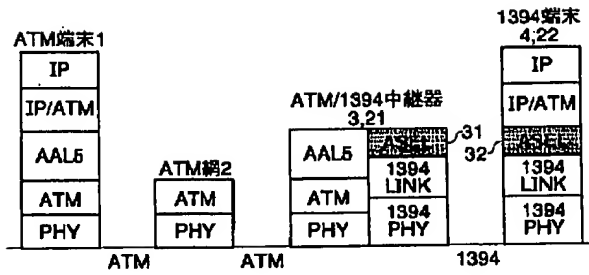 ATM端末1
IP
IP/ATM
AAL5
ATM
PHY
ATM網2
ATM
PHY
ATM/1394中継器
3,21
AAL5
ATM
PHY
31
1394
LINK
1394
PHY
1394端末
4,22
IP
IP/ATM
32
1394
LINK
1394
PHY
ATM
ATM
1394